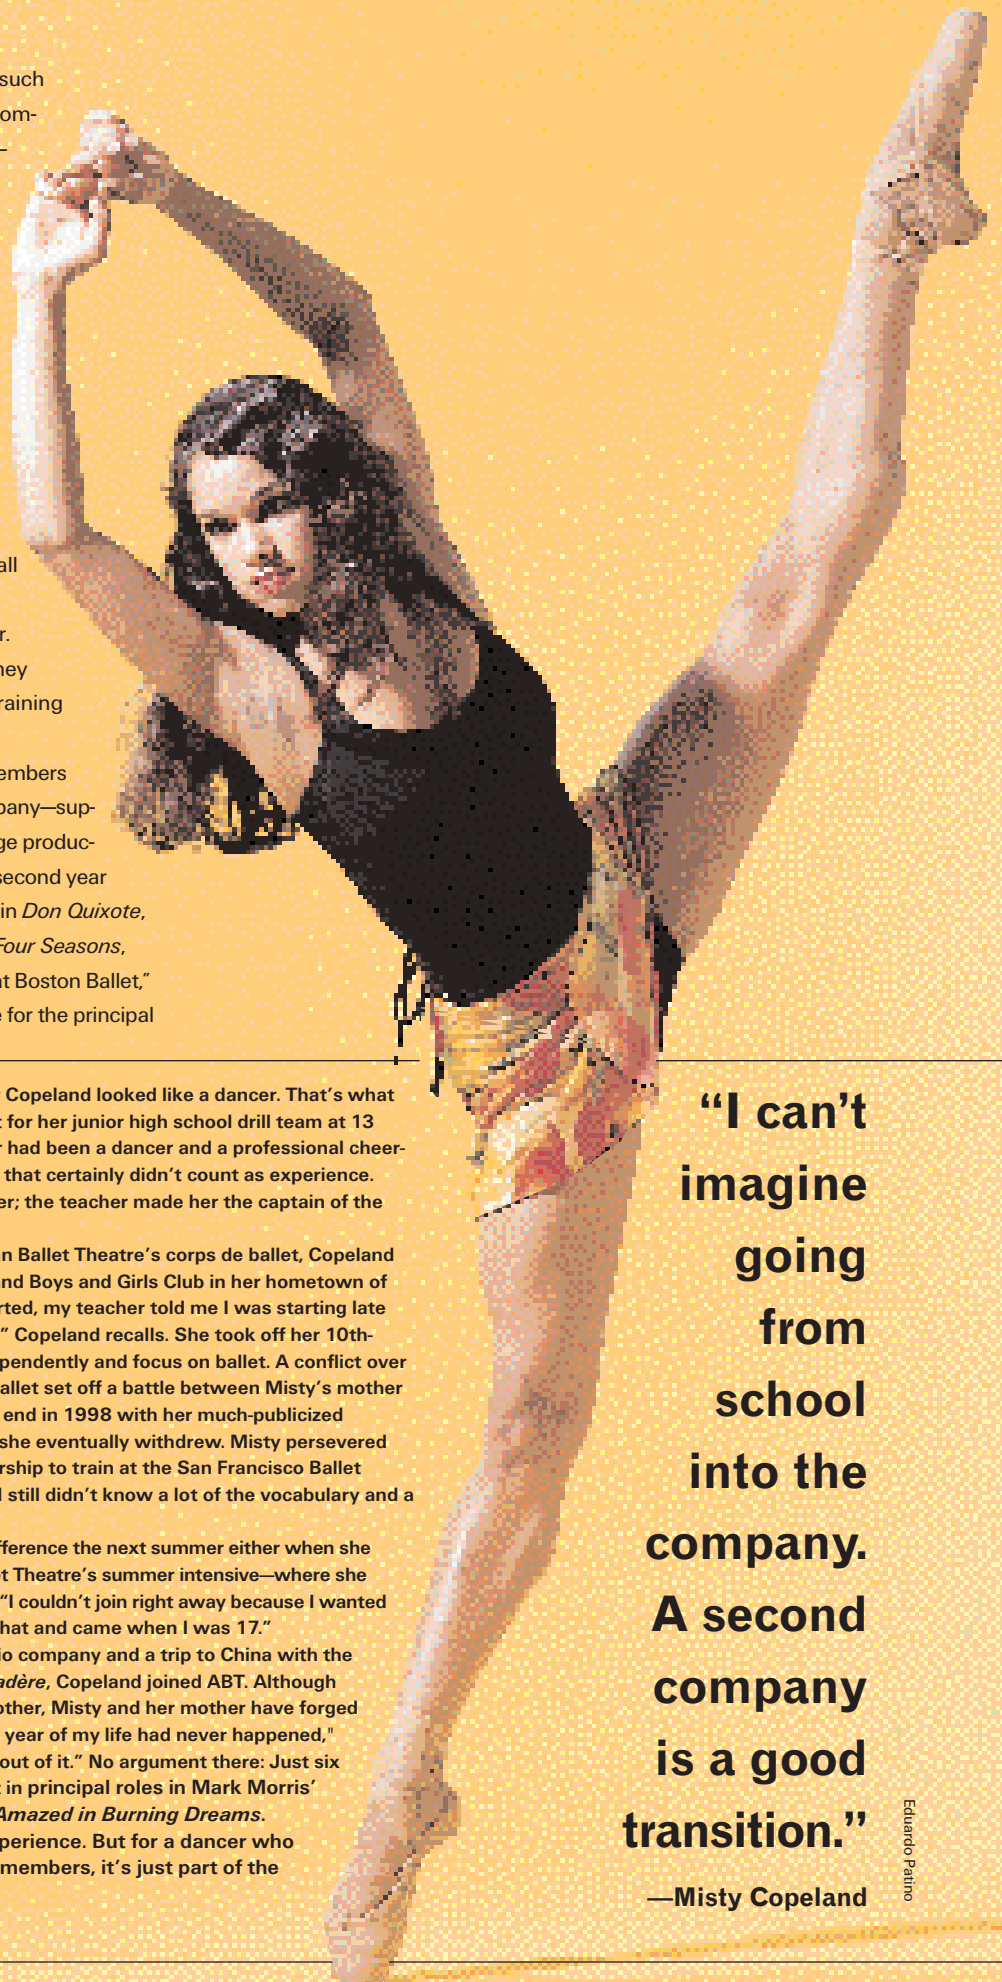 such
om-
–
all
r.
ney
raining
embers
pany—sup-
ge produc-
second year
in Don Quixote,
Four Seasons,
at Boston Ballet,”
e for the principal
Copeland looked like a dancer. That’s what
t for her junior high school drill team at 13
r had been a dancer and a professional cheer-
that certainly didn’t count as experience.
er; the teacher made her the captain of the
an Ballet Theatre’s corps de ballet, Copeland
and Boys and Girls Club in her hometown of
rted, my teacher told me I was starting late
” Copeland recalls. She took off her 10th-
pendently and focus on ballet. A conflict over
allet set off a battle between Misty’s mother
end in 1998 with her much-publicized
she eventually withdrew. Misty persevered
rship to train at the San Francisco Ballet
I still didn’t know a lot of the vocabulary and a
fference the next summer either when she
et Theatre’s summer intensive—where she
“I couldn’t join right away because I wanted
hat and came when I was 17.”
io company and a trip to China with the
adère, Copeland joined ABT. Although
other, Misty and her mother have forged
year of my life had never happened,"
out of it.” No argument there: Just six
t in principal roles in Mark Morris’
Amazed in Burning Dreams.
perience. But for a dancer who
members, it’s just part of the
“I can’t
imagine
going
from
school
into the
company.
A second
company
is a good
transition.”
—Misty Copeland
Eduardo Patino